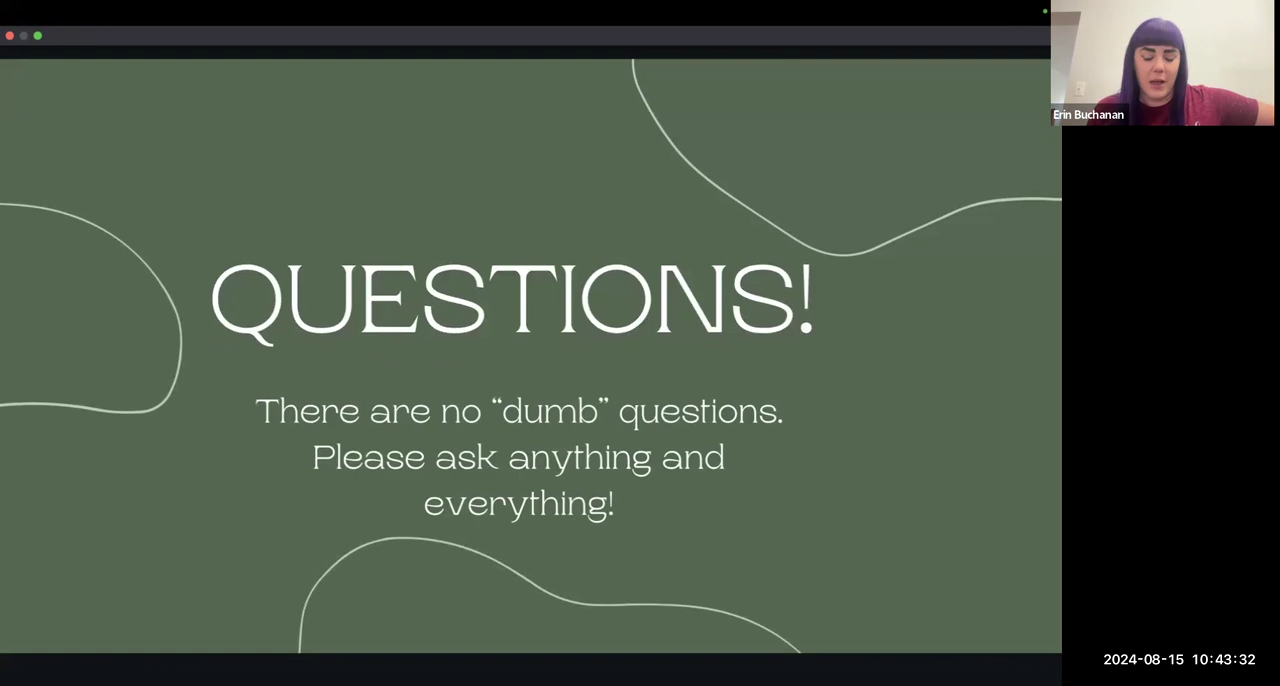 Erin Buchanan
QUESTIONS!
There are no “dumb” questions.
Please ask anything and
everything!
2024-08-15 10:43:32